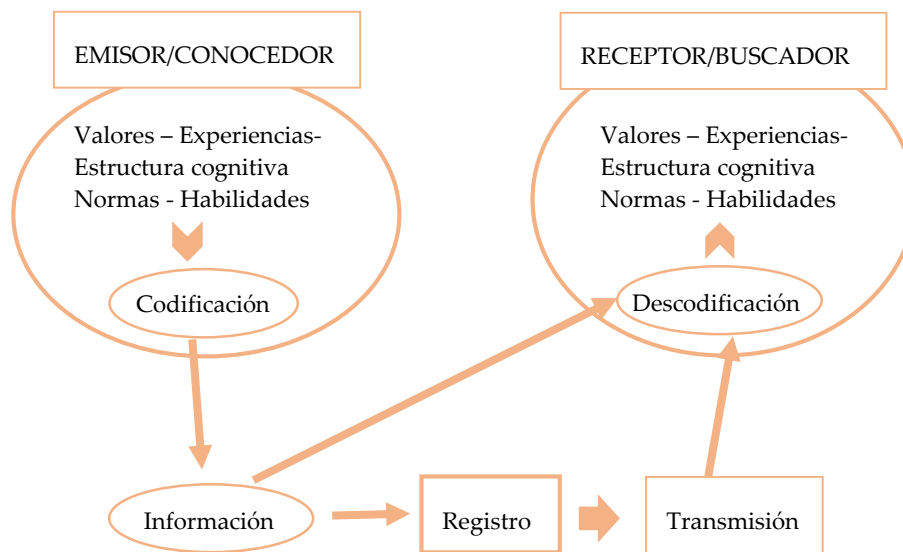 EMISOR/CONOCEDOR
Valores – Experiencias-
Estructura cognitiva
Normas - Habilidades
Codificación
RECEPTOR/BUSCADOR
Valores – Experiencias-
Estructura cognitiva
Normas - Habilidades
Descodificación
Información
Registro
Transmisión